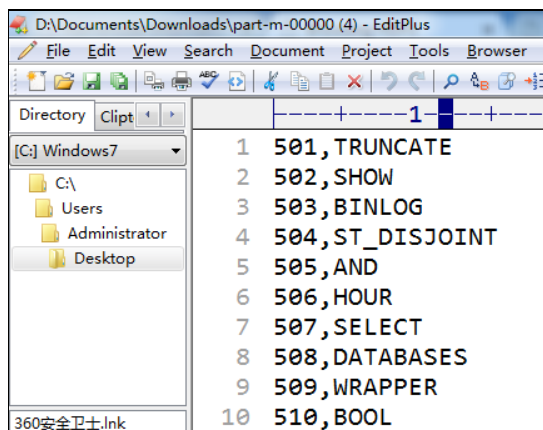 D:\Documents\Downloads\part-m-00000 (4) - EditPlus
File Edit View Search Document Project Tools Browser
Directory Clipt
----+----1----+---
[C:] Windows7
C:\
Users
Administrator
Desktop
360安全卫士.lnk
1 501,TRUNCATE
2 502,SHOW
3 503,BINLOG
4 504,ST_DISJOINT
5 505,AND
6 506,HOUR
7 507,SELECT
8 508,DATABASES
9 509,WRAPPER
10 510,BOOL